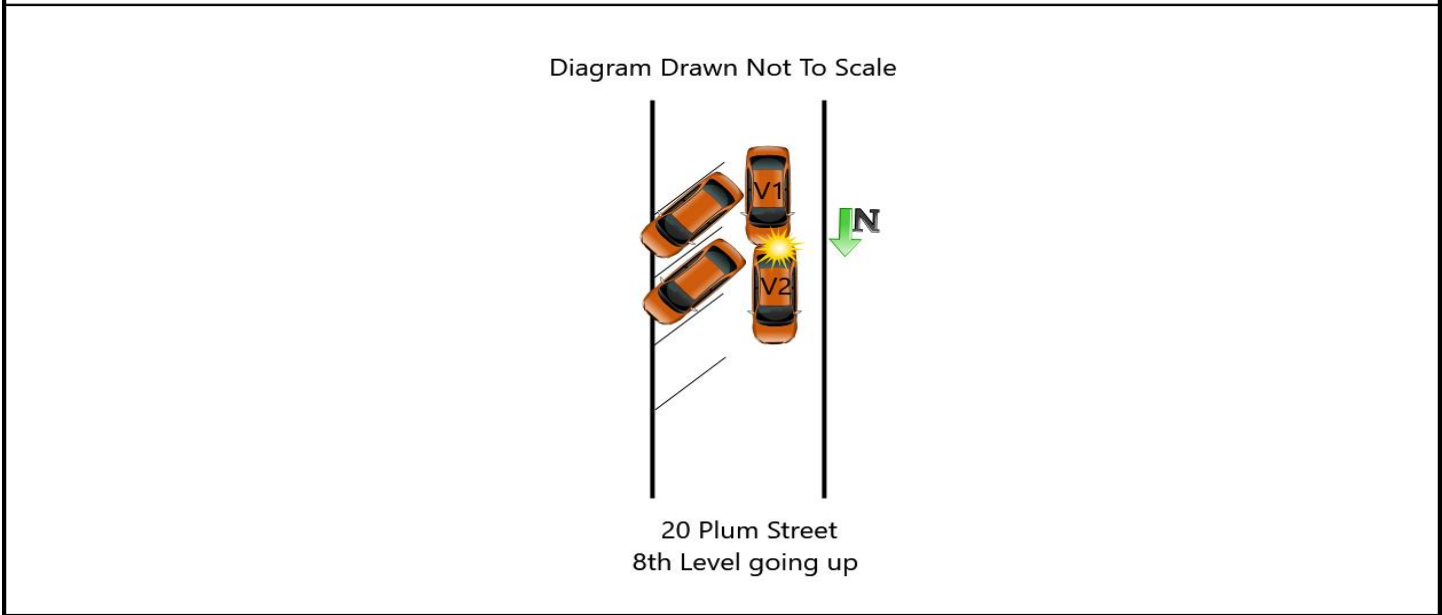 Diagram Drawn Not To Scale
V1
N
V2
20 Plum Street
8th Level going up